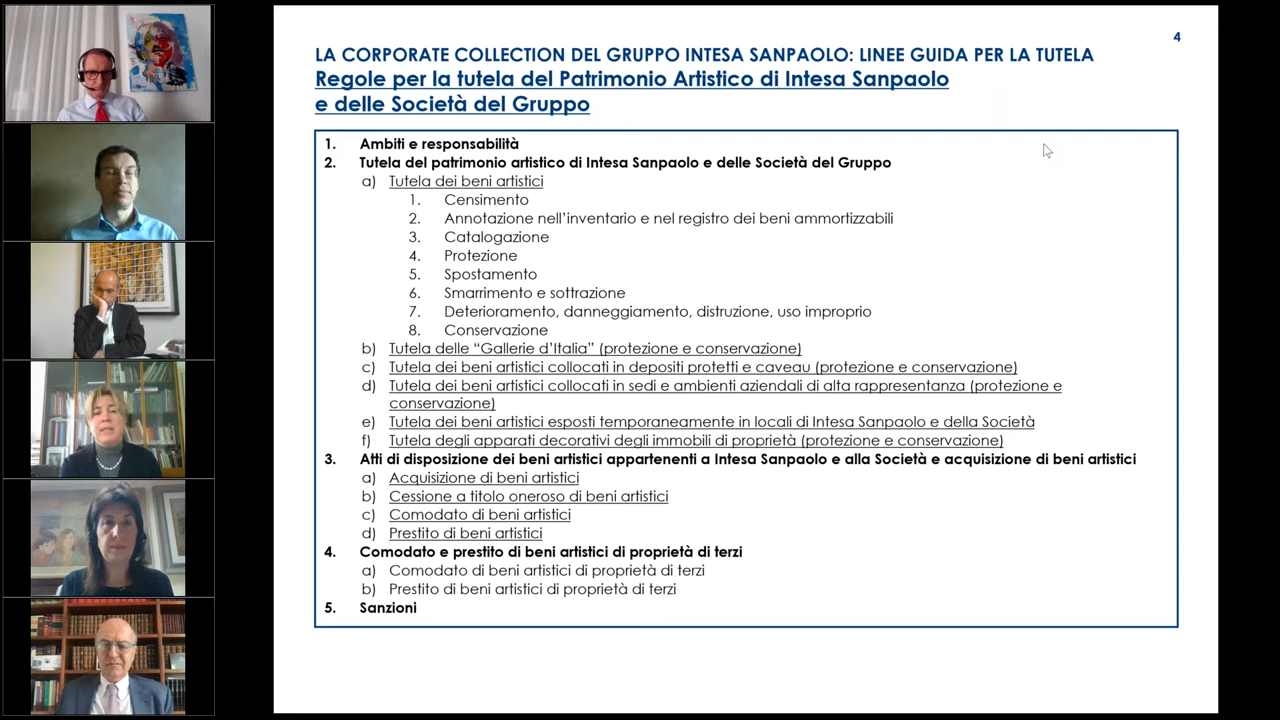 4
LA CORPORATE COLLECTION DEL GRUPPO INTESA SANPAOLO: LINEE GUIDA PER LA TUTELA
Regole per la tutela del Patrimonio Artistico di Intesa Sanpaolo
e delle Società del Gruppo
1. Ambiti e responsabilità
2. Tutela del patrimonio artistico di Intesa Sanpaolo e delle Società del Gruppo
a) Tutela dei beni artistici
1. Censimento
2. Annotazione nell'inventario e nel registro dei beni ammortizzabili
3. Catalogazione
4. Protezione
5. Spostamento
6. Smarrimento e sottrazione
7. Deterioramento, danneggiamento, distruzione, uso improprio
8. Conservazione
b) Tutela delle “Gallerie d'Italia” (protezione e conservazione)
c) Tutela dei beni artistici collocati in depositi protetti e caveau (protezione e conservazione)
d) Tutela dei beni artistici collocati in sedi e ambienti aziendali di alta rappresentanza (protezione e
conservazione)
e) Tutela dei beni artistici esposti temporaneamente in locali di Intesa Sanpaolo e della Società
f) Tutela degli apparati decorativi degli immobili di proprietà (protezione e conservazione)
3. Atti di disposizione dei beni artistici appartenenti a Intesa Sanpaolo e alla Società e acquisizione di beni artistici
a) Acquisizione di beni artistici
b) Cessione a titolo oneroso di beni artistici
c) Comodato di beni artistici
d) Prestito di beni artistici
4. Comodato e prestito di beni artistici di proprietà di terzi
a) Comodato di beni artistici di proprietà di terzi
b) Prestito di beni artistici di proprietà di terzi
5. Sanzioni